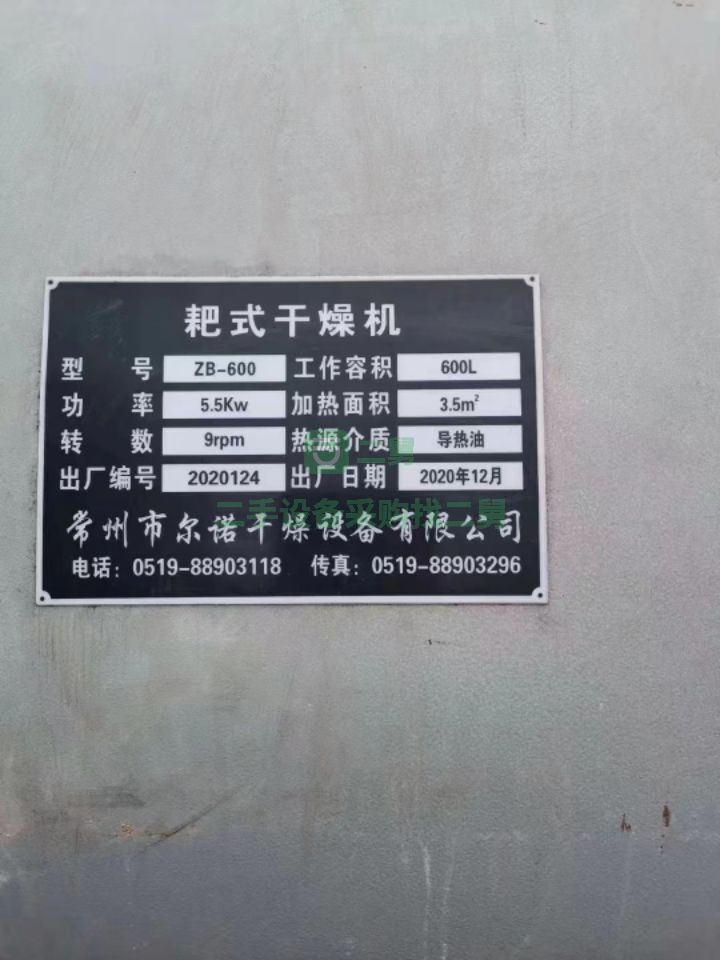 耙式干燥机
型号 ZB-600 工作容积 600L
功率 5.5Kw 加热面积 3.5m²
转数 9rpm 热源介质 导热油
二舅
出厂编号 2020124 出厂日期 2020年12月
二手设备采购找二舅
常州市尔诺干燥设备有限公司
电话：0519-88903118 传真：0519-88903296